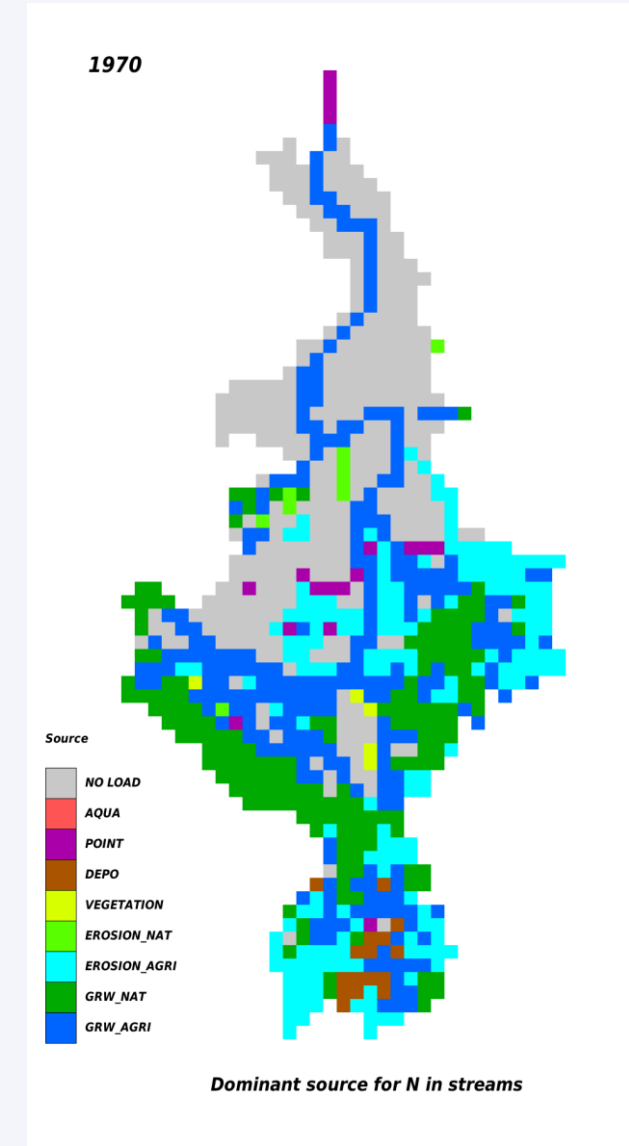 1970
Source
NO LOAD
AQUA
POINT
DEPO
VEGETATION
EROSION_NAT
EROSION_AGRI
GRW_NAT
GRW_AGRI
Dominant source for N in streams